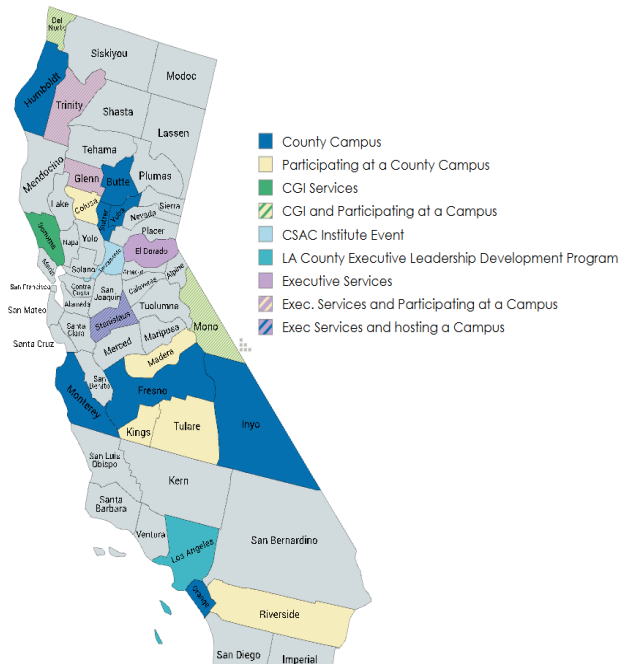 Del
Norte
Siskiyou
Modoc
Humboldt
Trinity
Shasta
Lassen
Tehama
Mendocino
Glenn
Butte
Plumas
Lake
Colusa
Sutter
Yuba
Sierra
Nevada
Placer
Sonoma
Napa
Yolo
Sacramento
El Dorado
Marin
Solano
Amador
Alpine
San Francisco
Contra
Costa
San
Joaquin
Calaveras
San Mateo
Alameda
Stanislaus
Tuolumne
Mono
Santa Cruz
Santa
Clara
Merced
Mariposa
Madera
San
Benito
Monterey
Fresno
Inyo
Kings
Tulare
San Luis
Obispo
Kern
Santa
Barbara
Ventura
Los Angeles
San Bernardino
Orange
Riverside
San Diego
Imperial
County Campus
Participating at a County Campus
CGI Services
CGI and Participating at a Campus
CSAC Institute Event
LA County Executive Leadership Development Program
Executive Services
Exec. Services and Participating at a Campus
Exec Services and hosting a Campus